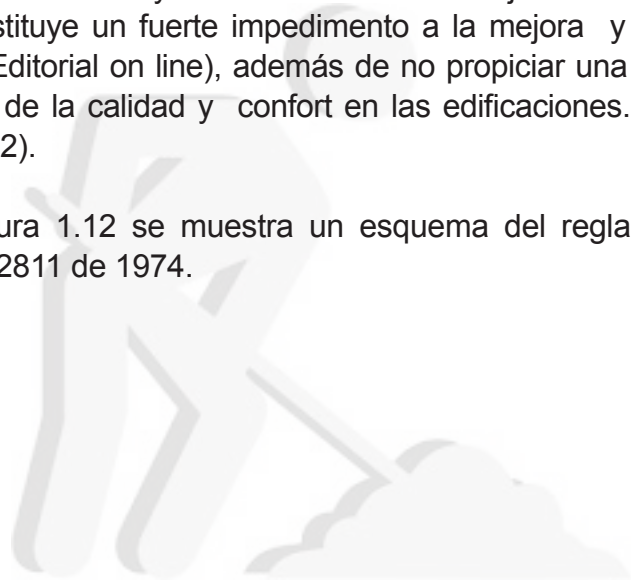 stituye un fuerte impedimento a la mejora y
Editorial on line), además de no propiciar una
de la calidad y confort en las edificaciones.
2).
ura 1.12 se muestra un esquema del regla
2811 de 1974.